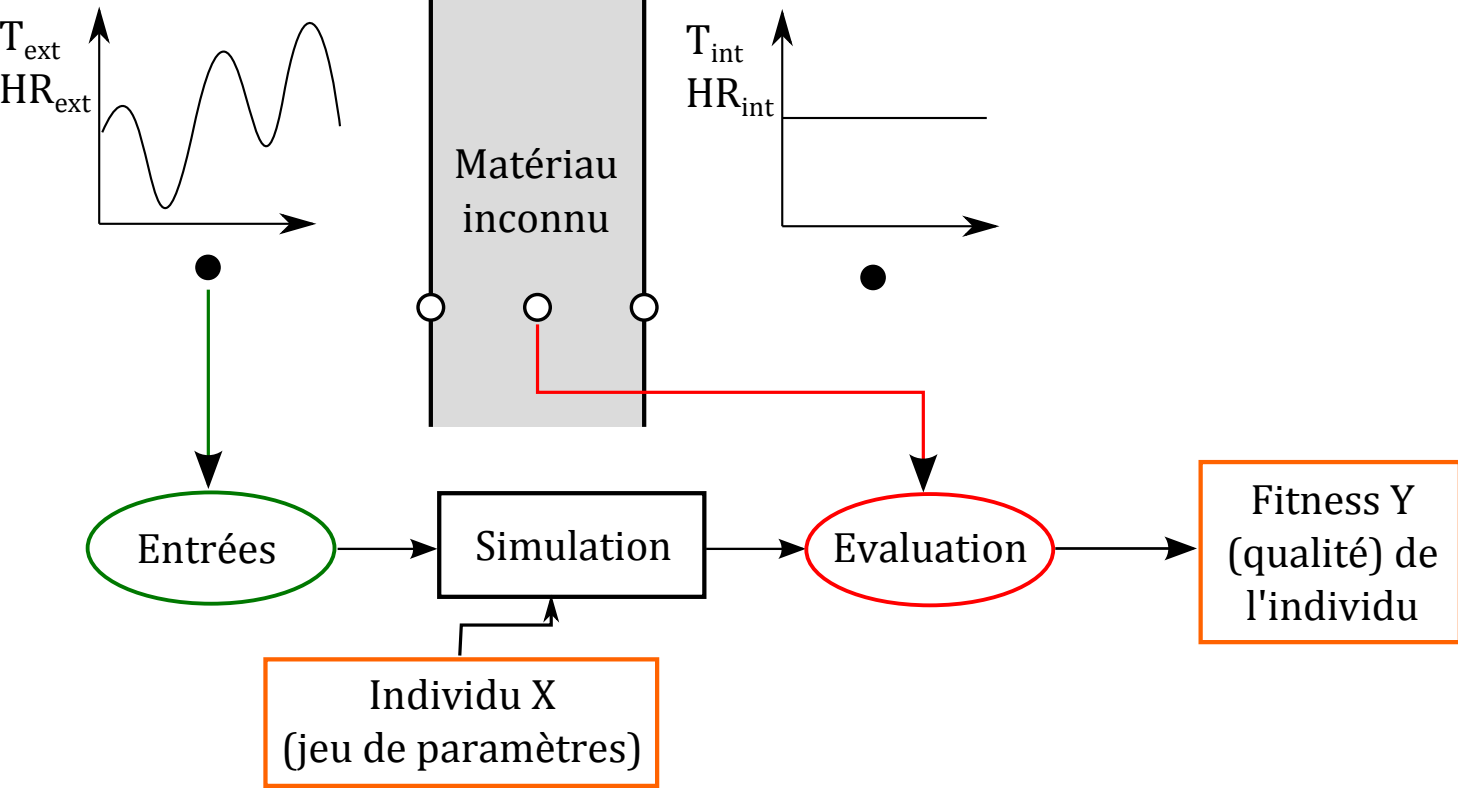 T_ext
HR_ext
Matériau
inconnu
T_int
HR_int
Entrées
Simulation
Evaluation
Fitness Y
(qualité) de
l'individu
Individu X
(jeu de paramètres)